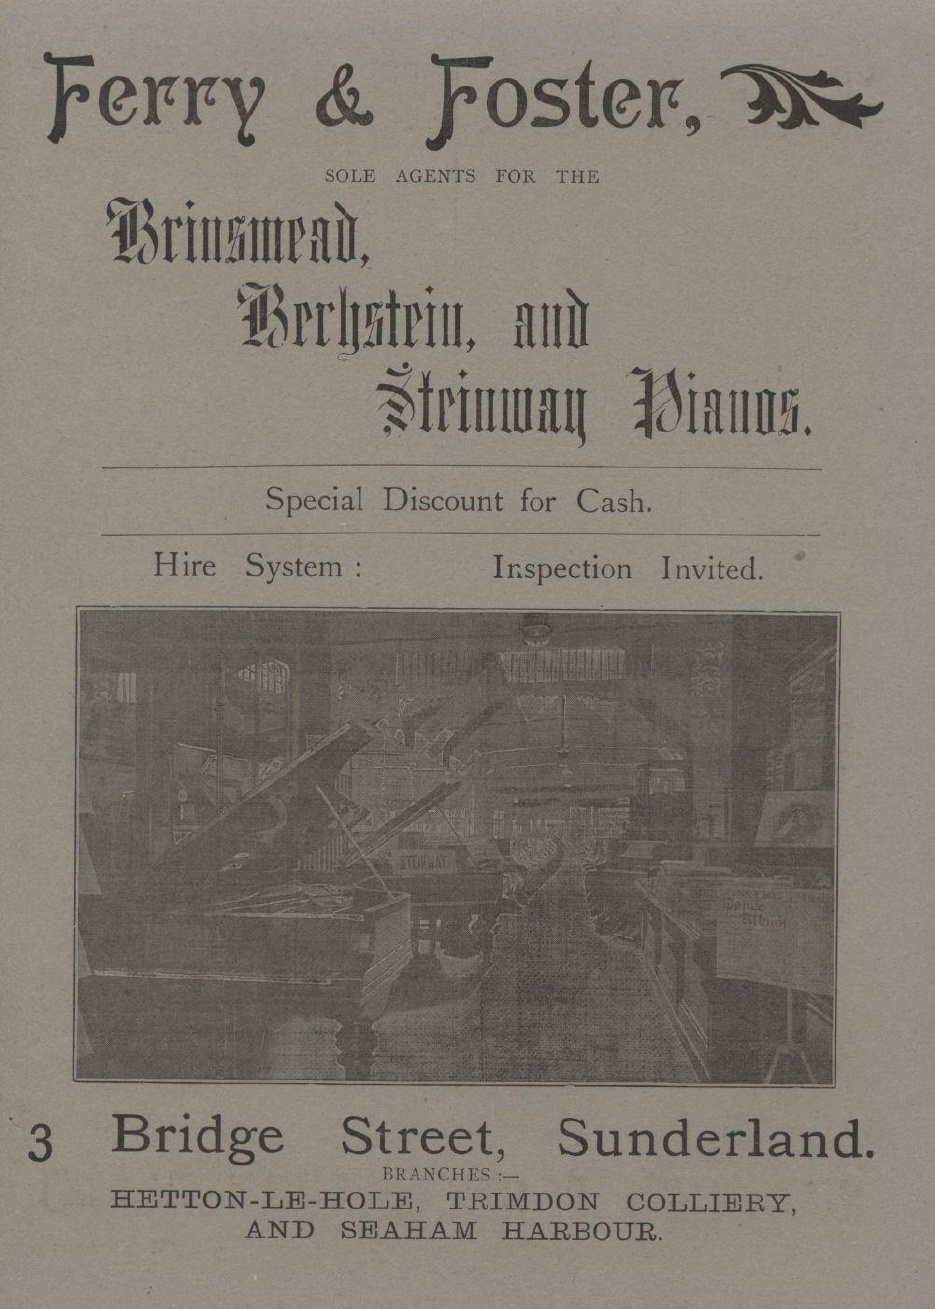 Ferry & Foster,
SOLE AGENTS FOR THE
Brinsmead,
Bechstein, and
Steinway Pianos.
Special Discount for Cash.
Hire System : Inspection Invited.
STEINWAY
3 Bridge Street, Sunderland.
BRANCHES :—
HETTON-LE-HOLE, TRIMDON COLLIERY,
AND SEAHAM HARBOUR.